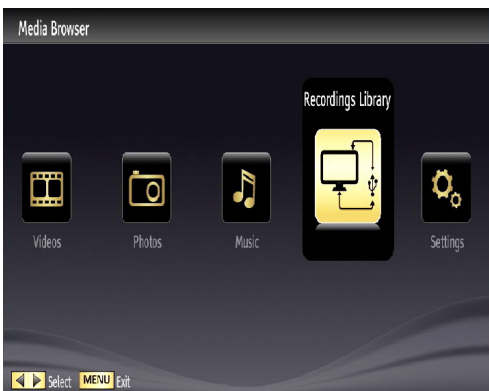 Media Browser
Recordings Library
Videos Photos Music Settings
Select MENU Exit